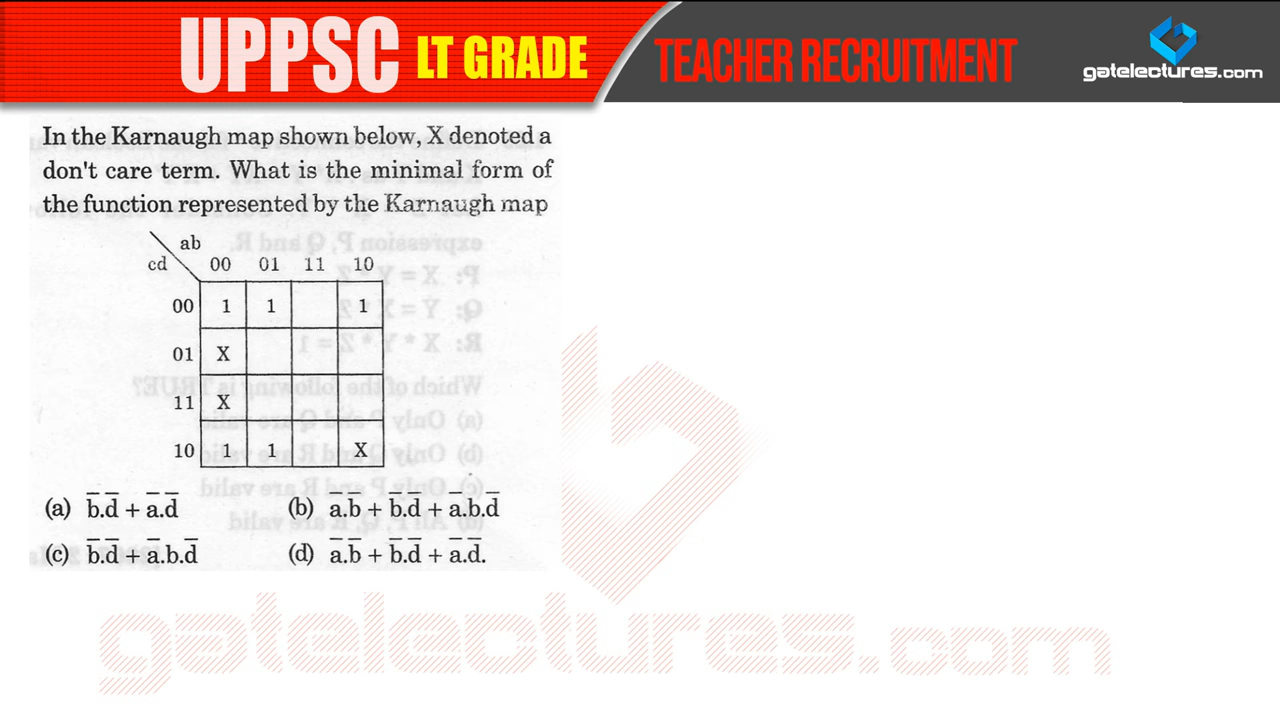 UPPSC LT GRADE TEACHER RECRUITMENT
gatelectures.com
In the Karnaugh map shown below, X denoted a
don't care term. What is the minimal form of
the function represented by the Karnaugh map
ab
cd 00 01 11 10
00 1 1 1
01 X
11 X
10 1 1 X
(a) b̅.d̅ + a̅.d̅ (b) a̅.b̅ + b̅.d̅ + a̅.b.d̅
(c) b̅.d̅ + a̅.b.d̅ (d) a̅.b̅ + b̅.d̅ + a̅.d̅.
gatelectures.com